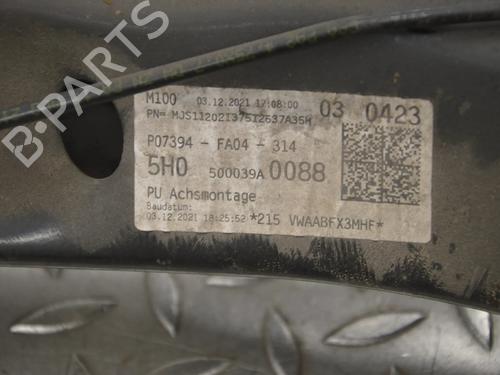 M100 03.12.2021 17:08:00 03 0423
PN= MJS11202I375I2637A35M
P07394 - FA04 - 314
5H0 500039A 0088
PU Achsmontage
Baudatum:
03.12.2021 18:25:52 *215 VWAABFX3MHF*
B-PARTS